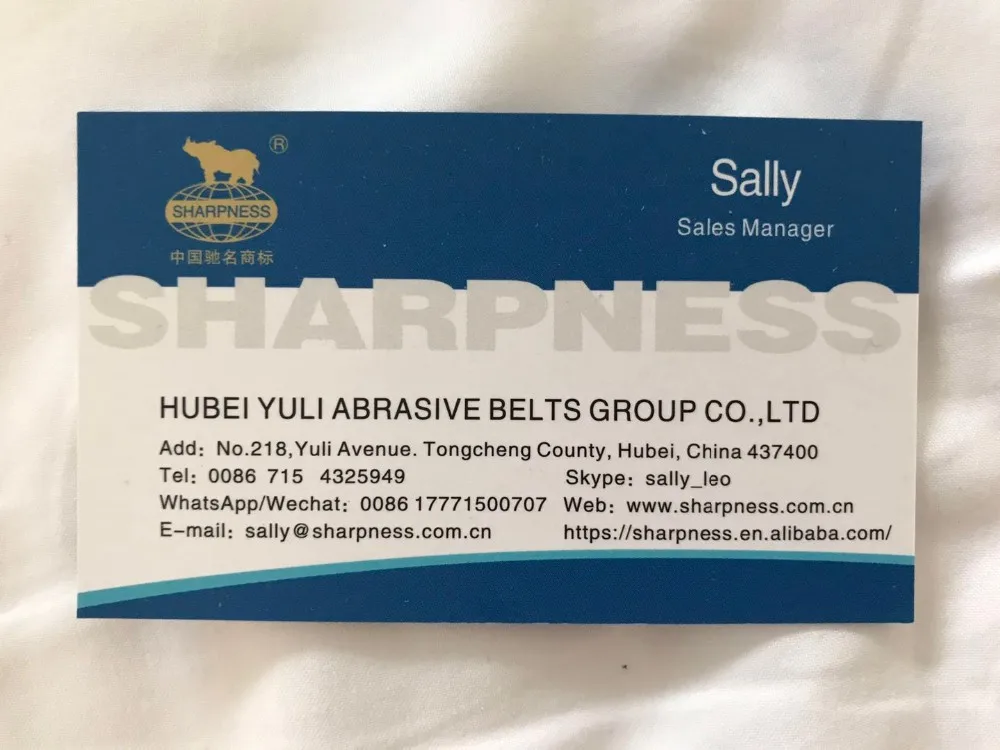 ®
SHARPNESS
中国驰名商标
Sally
Sales Manager
SHARPNESS
HUBEI YULI ABRASIVE BELTS GROUP CO.,LTD
Add: No.218,Yuli Avenue. Tongcheng County, Hubei, China 437400
Tel: 0086 715 4325949 Skype: sally_leo
WhatsApp/Wechat: 0086 17771500707 Web: www.sharpness.com.cn
E-mail: sally@sharpness.com.cn https://sharpness.en.alibaba.com/